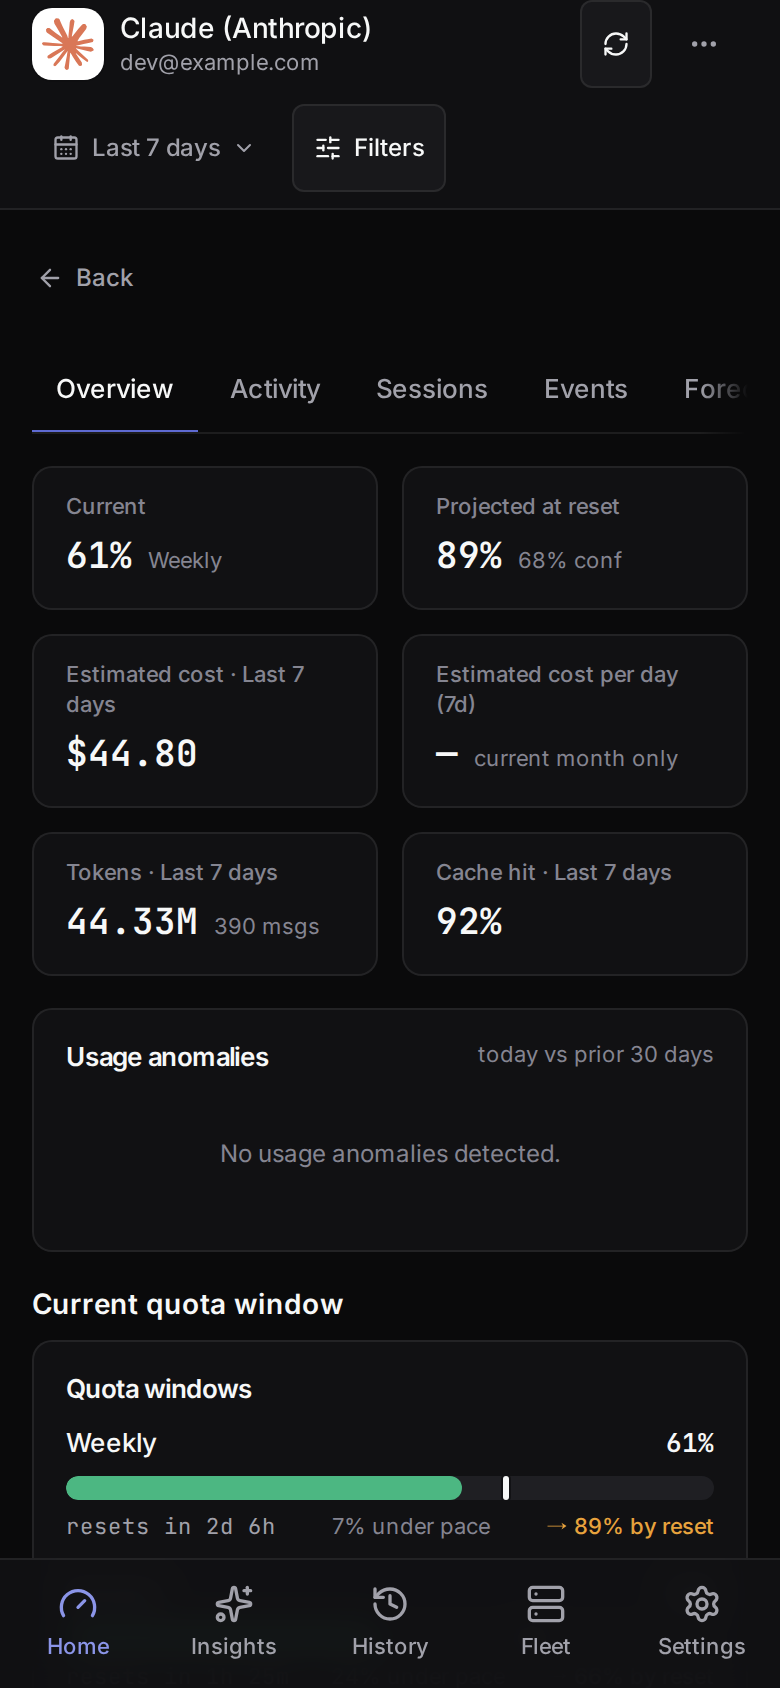 Claude (Anthropic)
dev@example.com
Last 7 days
Filters
Back
Overview Activity Sessions Events Fore
Current
61% Weekly
Projected at reset
89% 68% conf
Estimated cost · Last 7
days
$44.80
Estimated cost per day
(7d)
— current month only
Tokens · Last 7 days
44.33M 390 msgs
Cache hit · Last 7 days
92%
Usage anomalies
today vs prior 30 days
No usage anomalies detected.
Current quota window
Quota windows
Weekly 61%
resets in 2d 6h 7% under pace → 89% by reset
Home Insights History Fleet Settings